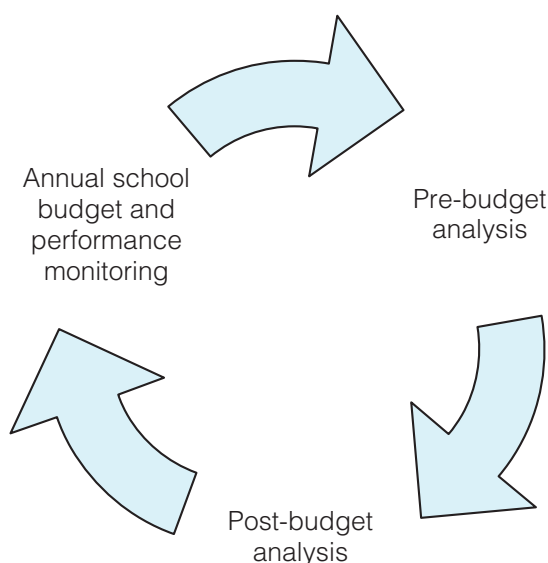 Annual school
budget and
performance
monitoring
Pre-budget
analysis
Post-budget
analysis